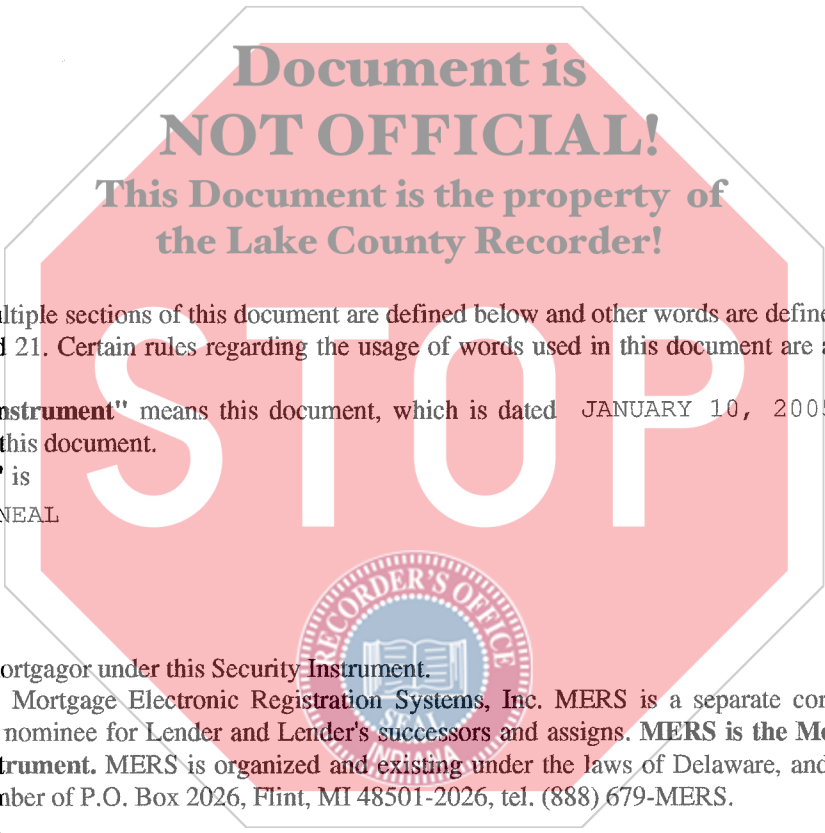 Document is
NOT OFFICIAL!
This Document is the property of
the Lake County Recorder!
STOP
ltiple sections of this document are defined below and other words are define
21. Certain rules regarding the usage of words used in this document are a
nstrument" means this document, which is dated JANUARY 10, 2005
this document.
" is
NEAL
RECORDER'S OFFICE
SEAL
INDIANA
ortgagor under this Security Instrument.
Mortgage Electronic Registration Systems, Inc. MERS is a separate cor
nominee for Lender and Lender's successors and assigns. MERS is the Mo
trument. MERS is organized and existing under the laws of Delaware, and
mber of P.O. Box 2026, Flint, MI 48501-2026, tel. (888) 679-MERS.